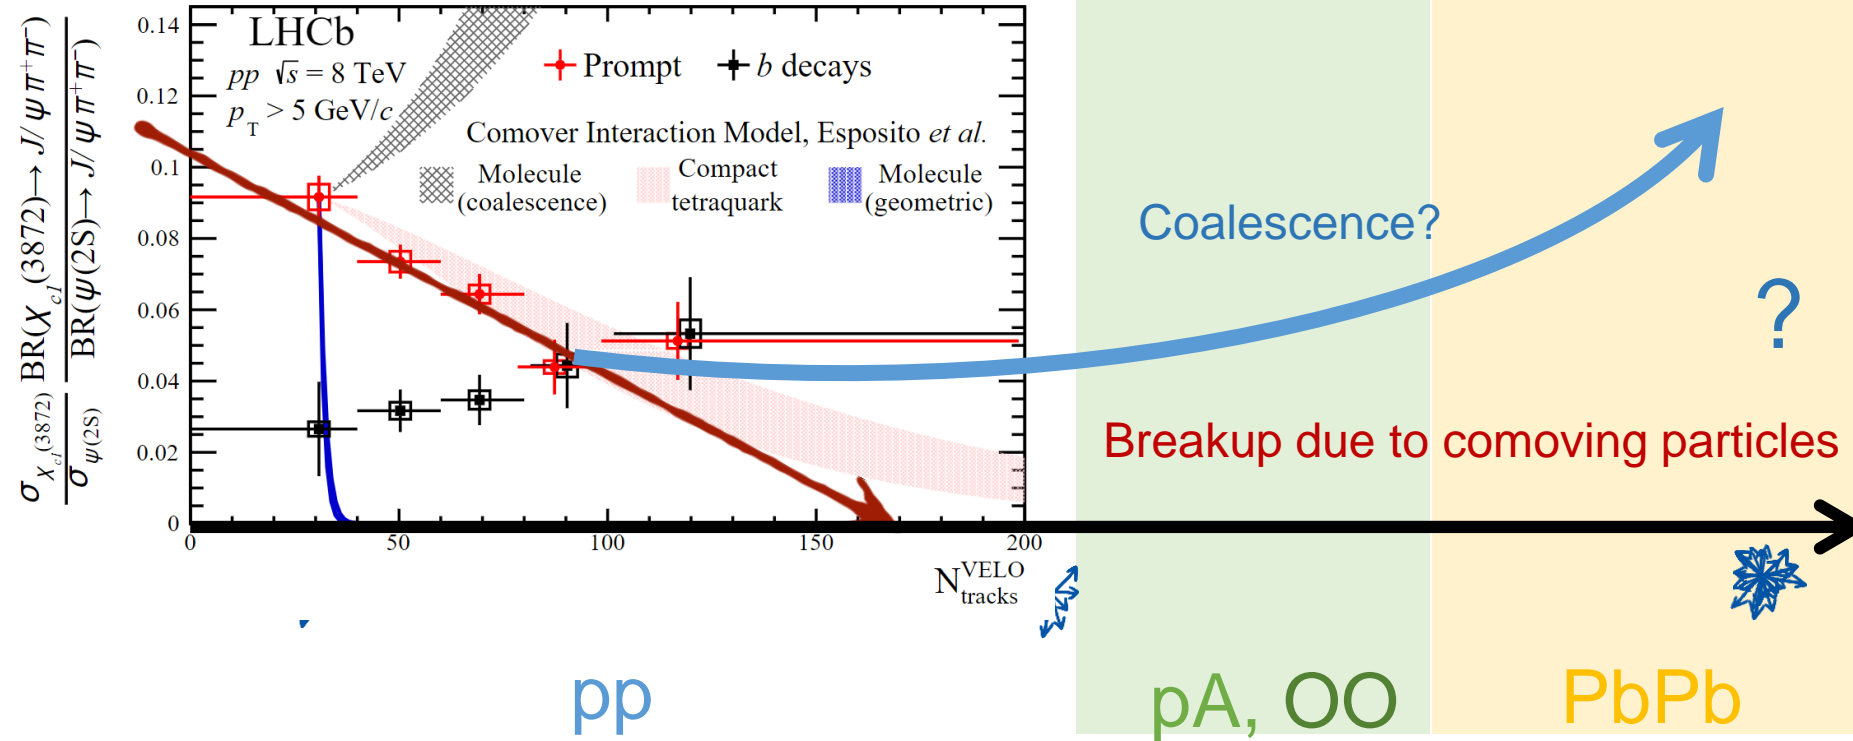 LHCb
pp √s = 8 TeV
p_T > 5 GeV/c
Prompt
b decays
Comover Interaction Model, Esposito et al.
Molecule
(coalescence)
Compact
tetraquark
Molecule
(geometric)
σ_χc1(3872) BR(χ_c1(3872)→ J/ψπ⁺π⁻)
σ_ψ(2S) BR(ψ(2S)→ J/ψπ⁺π⁻)
0.14
0.12
0.1
0.08
0.06
0.04
0.02
0
0 50 100 150 200
N^VELO_tracks
Coalescence?
?
Breakup due to comoving particles
pp
pA, OO
PbPb